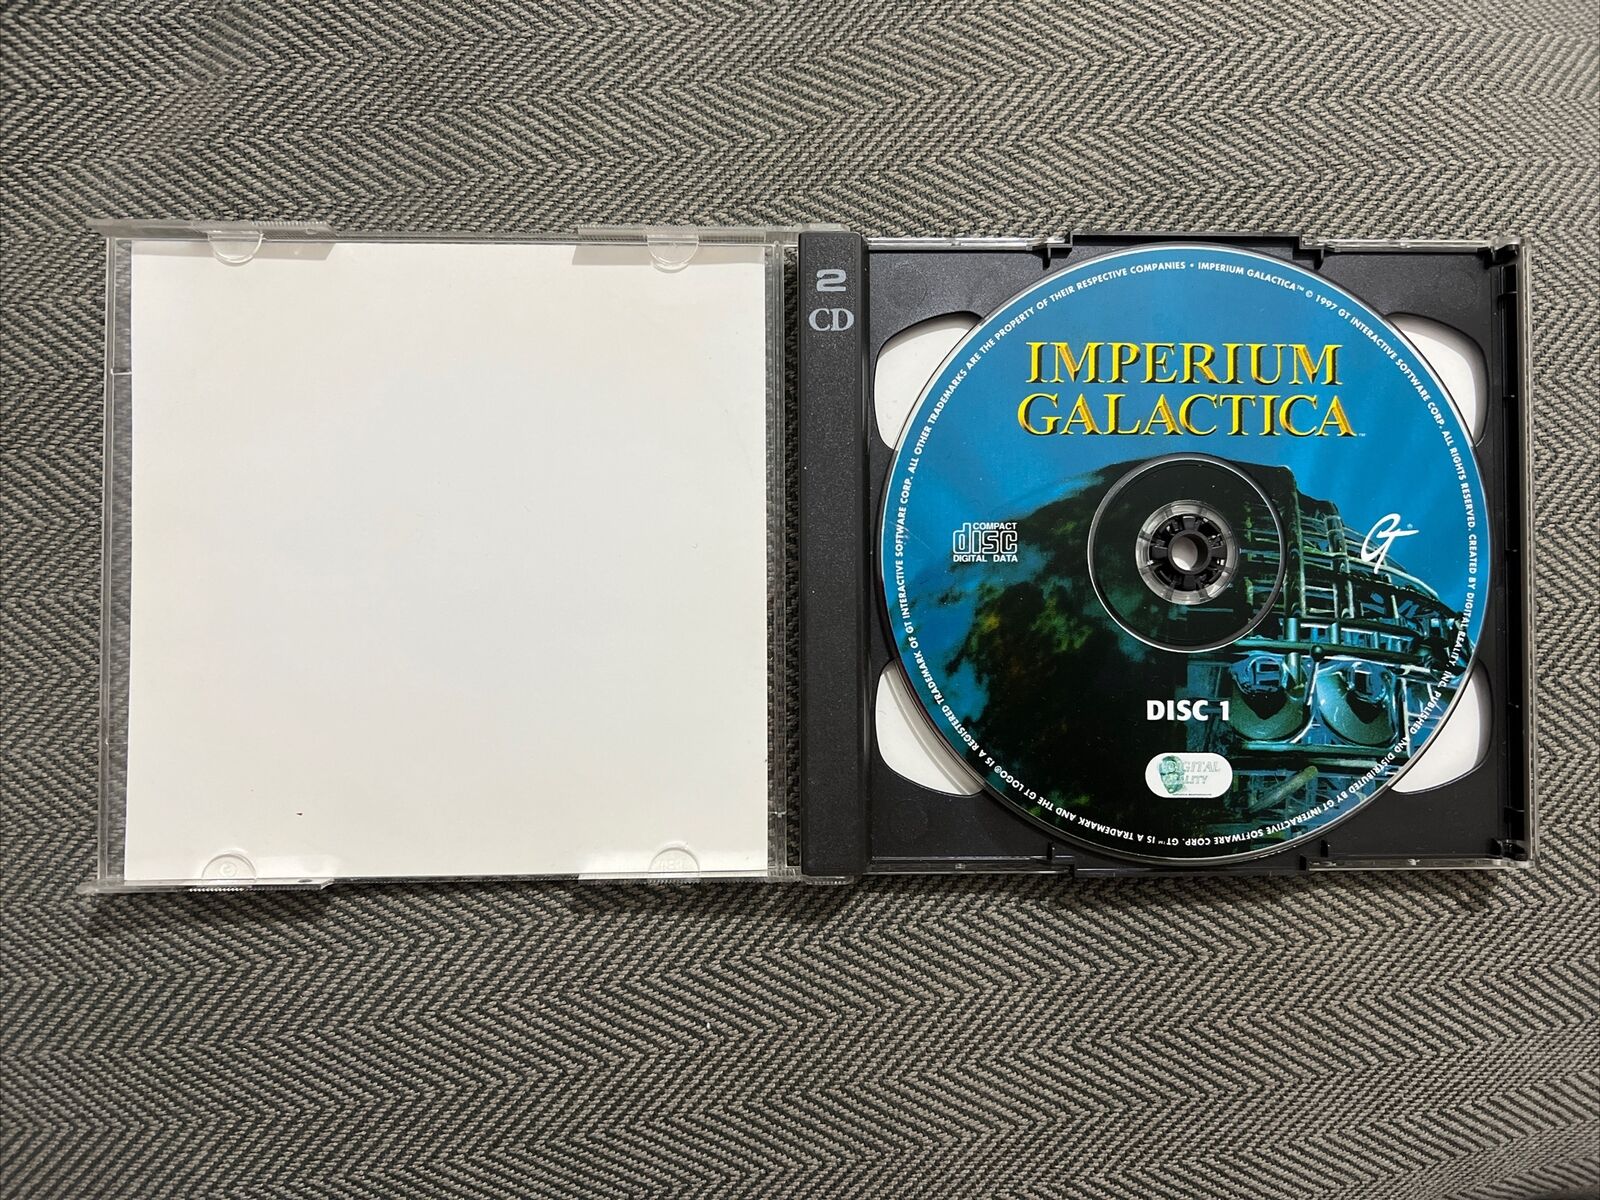 2
CD
IMPERIUM
GALACTICA™
COMPACT
disc
DIGITAL DATA
GT®
DISC 1
DIGITAL
REALITY
IMPERIUM GALACTICA™ © 1997 GT INTERACTIVE SOFTWARE CORP. ALL RIGHTS RESERVED. CREATED BY DIGITAL REALITY, INC. PUBLISHED AND DISTRIBUTED BY GT INTERACTIVE SOFTWARE CORP. GT™ IS A TRADEMARK AND THE GT LOGO® IS A REGISTERED TRADEMARK OF GT INTERACTIVE SOFTWARE CORP. ALL OTHER TRADEMARKS ARE THE PROPERTY OF THEIR RESPECTIVE COMPANIES •